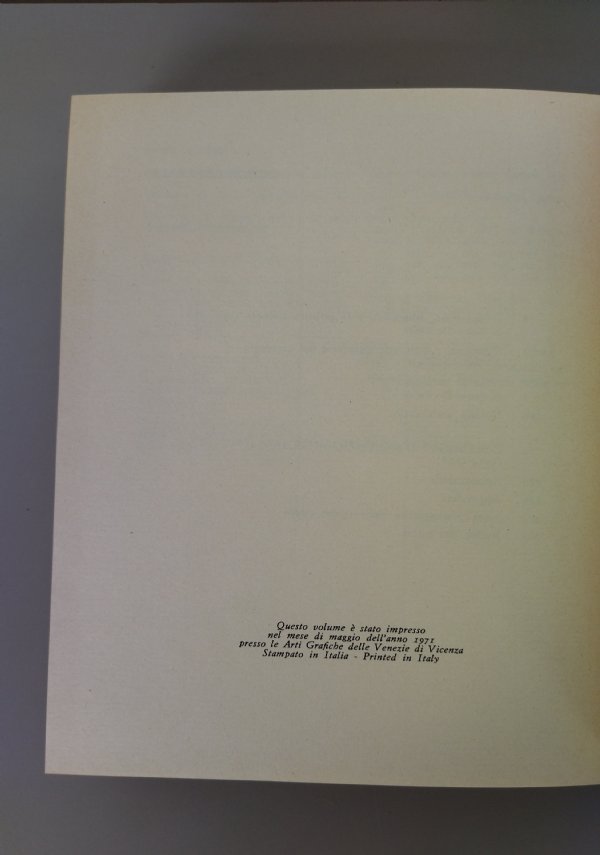 Questo volume è stato impresso
nel mese di maggio dell'anno 1971
presso le Arti Grafiche delle Venezie di Vicenza
Stampato in Italia - Printed in Italy